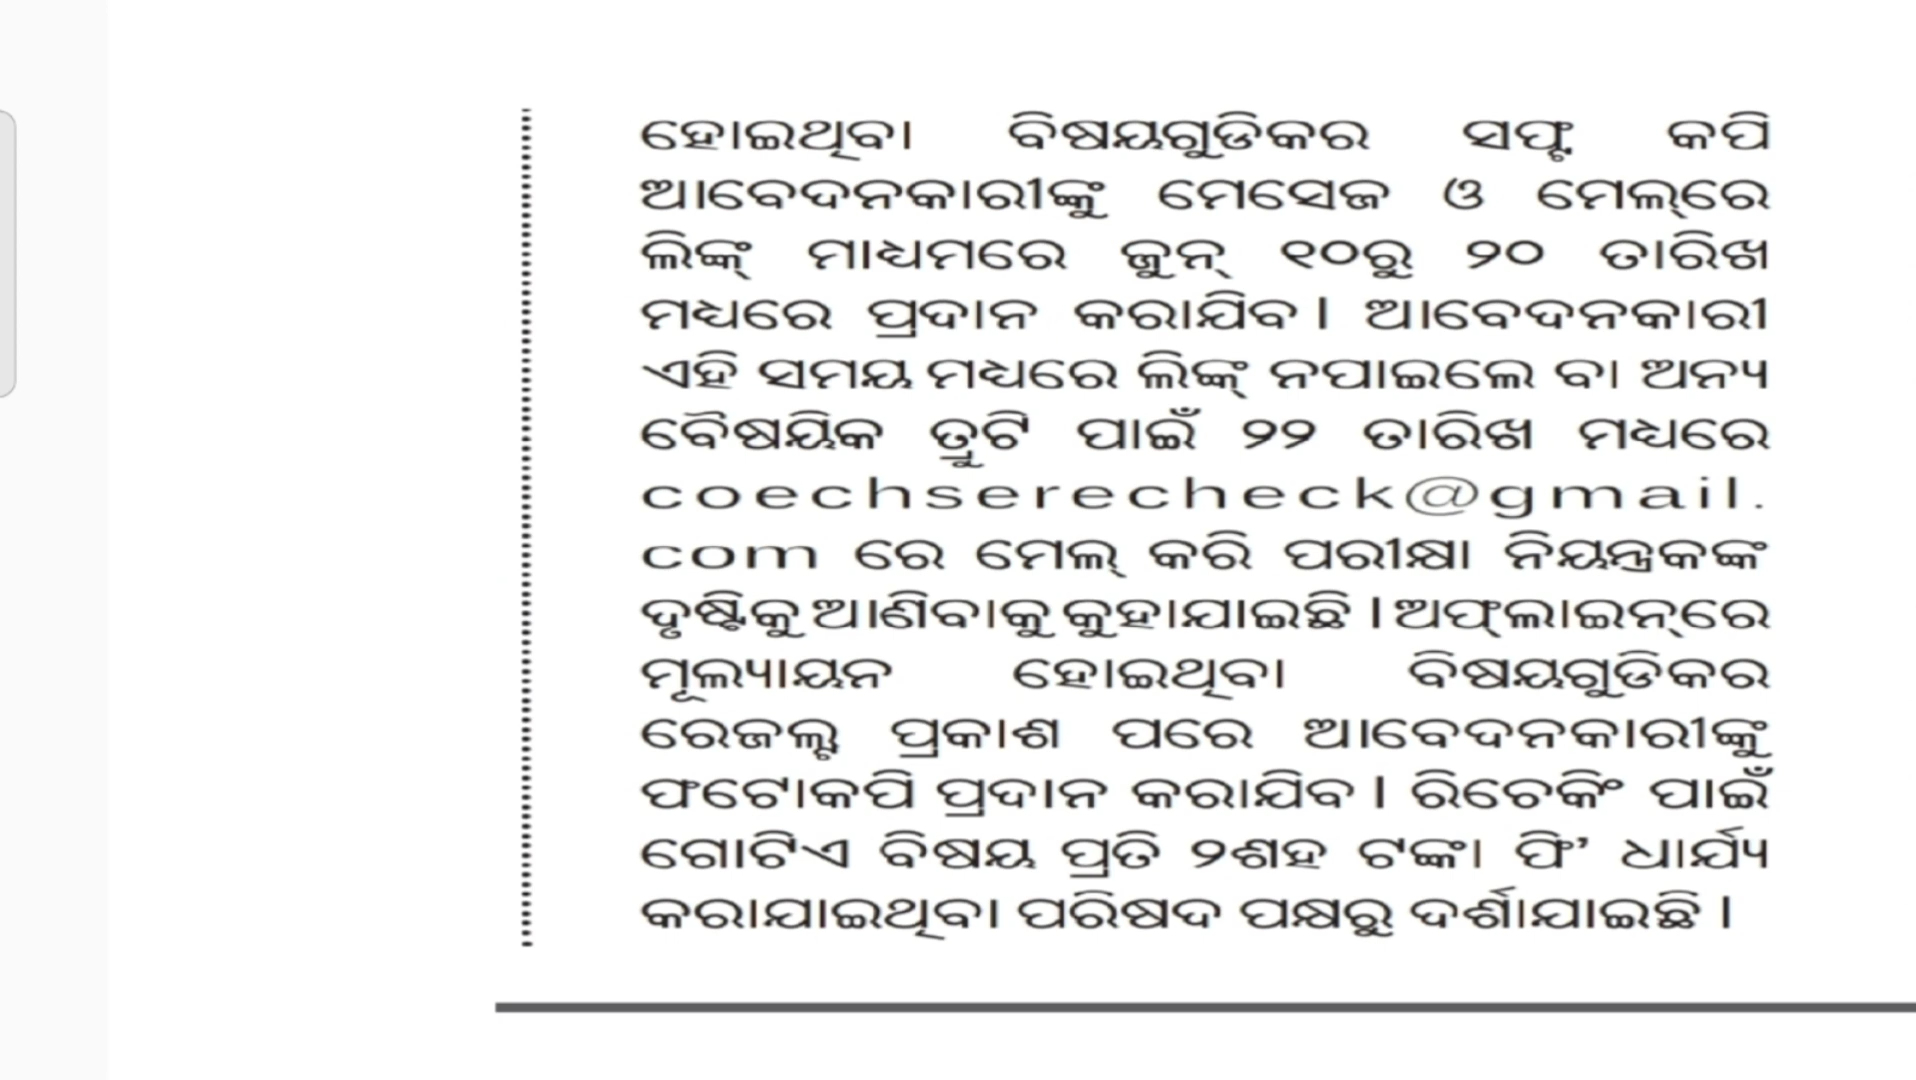 ହୋଇଥିବା ବିଷୟଗୁଡିକର ସଫ୍ଟ କପି
ଆବେଦନକାରୀଙ୍କୁ ମେସେଜ ଓ ମେଲ୍‌ରେ
ଲିଙ୍କ୍ ମାଧ୍ୟମରେ ଜୁନ୍ ୧୦ରୁ ୨୦ ତାରିଖ
ମଧ୍ୟରେ ପ୍ରଦାନ କରାଯିବ । ଆବେଦନକାରୀ
ଏହି ସମୟ ମଧ୍ୟରେ ଲିଙ୍କ୍ ନପାଇଲେ ବା ଅନ୍ୟ
ବୈଷୟିକ ତ୍ରୁଟି ପାଇଁ ୨୨ ତାରିଖ ମଧ୍ୟରେ
coechserecheck@gmail.
com ରେ ମେଲ୍ କରି ପରୀକ୍ଷା ନିୟନ୍ତ୍ରକଙ୍କ
ଦୃଷ୍ଟିକୁ ଆଣିବାକୁ କୁହାଯାଇଛି । ଅଫ୍‌ଲାଇନ୍‌ରେ
ମୂଲ୍ୟାୟନ ହୋଇଥିବା ବିଷୟଗୁଡିକର
ରେଜଲ୍ଟ ପ୍ରକାଶ ପରେ ଆବେଦନକାରୀଙ୍କୁ
ଫଟୋକପି ପ୍ରଦାନ କରାଯିବ । ରିଚେକିଂ ପାଇଁ
ଗୋଟିଏ ବିଷୟ ପ୍ରତି ୨ଶହ ଟଙ୍କା ଫି’ ଧାର୍ଯ୍ୟ
କରାଯାଇଥିବା ପରିଷଦ ପକ୍ଷରୁ ଦର୍ଶାଯାଇଛି ।